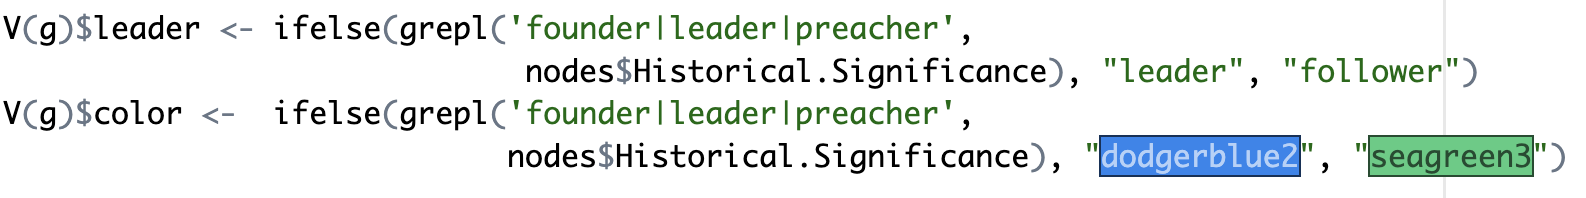 V(g)$leader <- ifelse(grepl('founder|leader|preacher',
nodes$Historical.Significance), "leader", "follower")
V(g)$color <-  ifelse(grepl('founder|leader|preacher',
nodes$Historical.Significance), "dodgerblue2", "seagreen3")